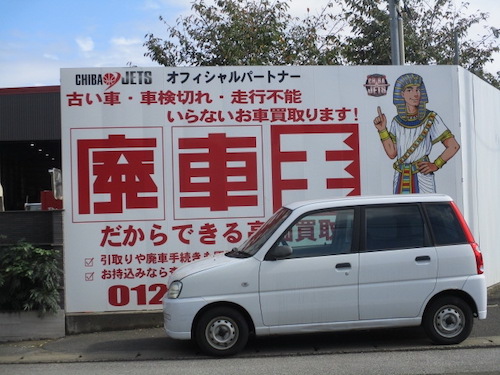 CHIBA JETS オフィシャルパートナー
CHIBA JETS
古い車・車検切れ・走行不能
いらないお車買取ります!
廃車王
だからできる高価買取
引取りや廃車手続きも
お持込みなら
012